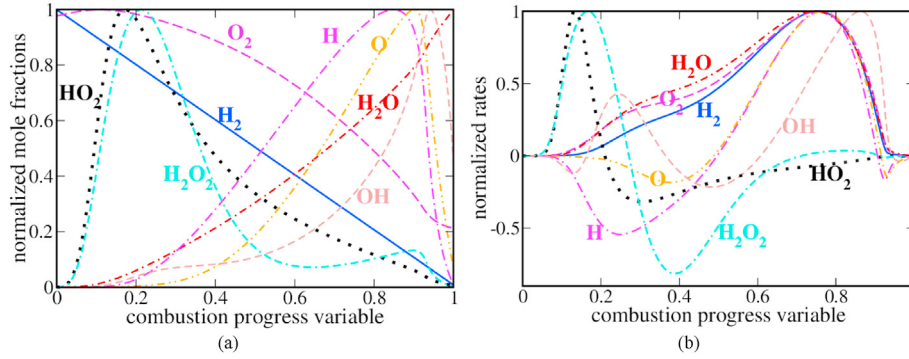 1
0.8
0.6
0.4
0.2
0
normalized mole fractions
O₂
H
O
HO₂
H₂
H₂O
H₂O₂
OH
0 0.2 0.4 0.6 0.8 1
combustion progress variable
(a)
1
0.5
0
-0.5
normalized rates
H₂O
O₂
H₂
OH
O
HO₂
H
H₂O₂
0 0.2 0.4 0.6 0.8
combustion progress variable
(b)